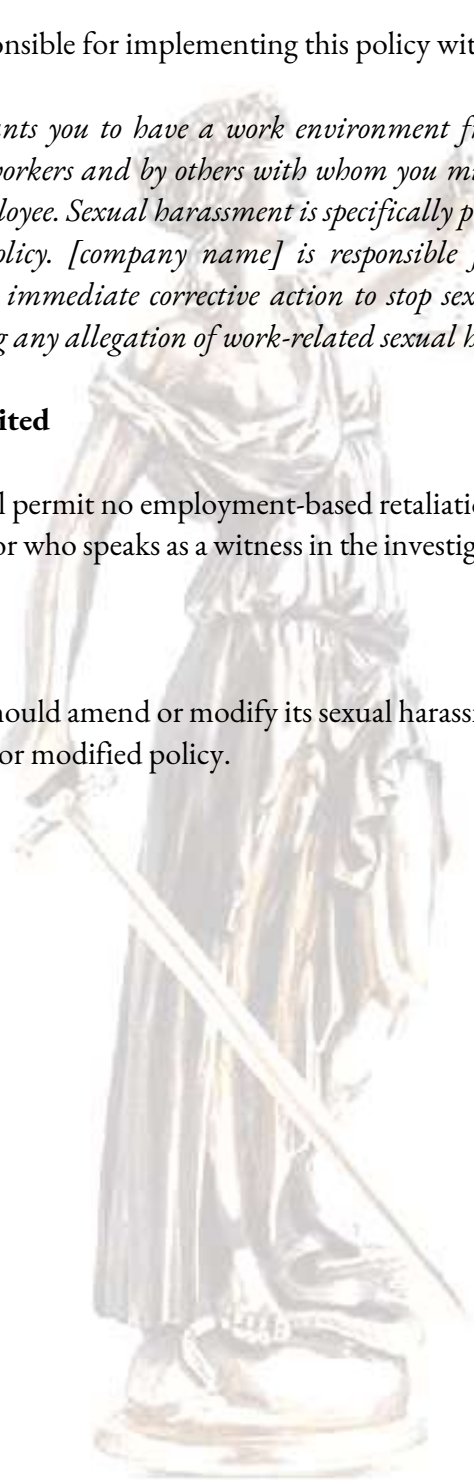 onsible for implementing this policy wit
ants you to have a work environment f
workers and by others with whom you m
loyee. Sexual harassment is specifically p
olicy. [company name] is responsible
immediate corrective action to stop sex
g any allegation of work-related sexual h
ited
l permit no employment-based retaliati
or who speaks as a witness in the investig
hould amend or modify its sexual harass
or modified policy.